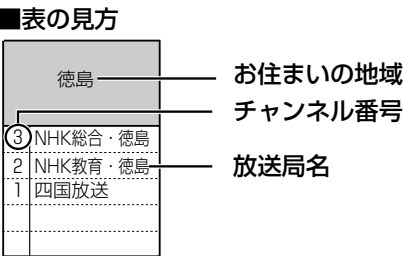 ■表の見方
徳島
お住まいの地域
チャンネル番号
3 NHK総合・徳島
2 NHK教育・徳島
放送局名
1 四国放送